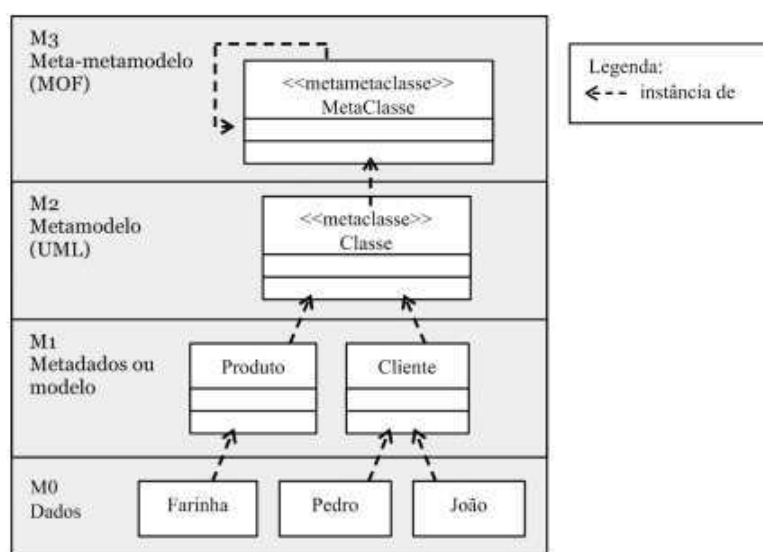 M3
Meta-metamodelo
(MOF)
<<metametaclasse>>
MetaClasse
Legenda:
instância de
M2
Metamodelo
(UML)
<<metaclasse>>
Classe
M1
Metadados ou
modelo
Produto
Cliente
M0
Dados
Farinha
Pedro
João